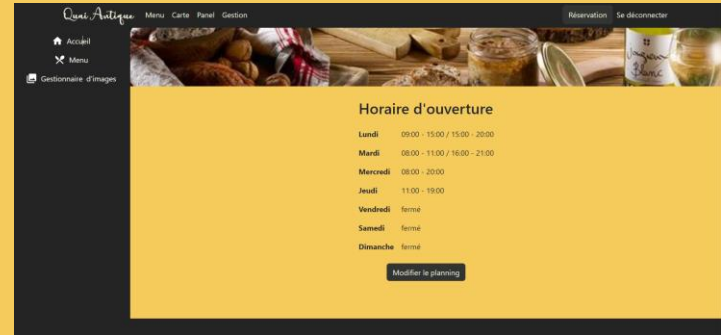 Quai Antique Menu Carte Panel Gestion Réservation Se déconnecter
Accueil
Menu
Gestionnaire d'images
Horaire d'ouverture
Lundi 09:00 - 15:00 / 15:00 - 20:00
Mardi 08:00 - 11:00 / 16:00 - 21:00
Mercredi 08:00 - 20:00
Jeudi 11:00 - 19:00
Vendredi fermé
Samedi fermé
Dimanche fermé
Modifier le planning
Blanc